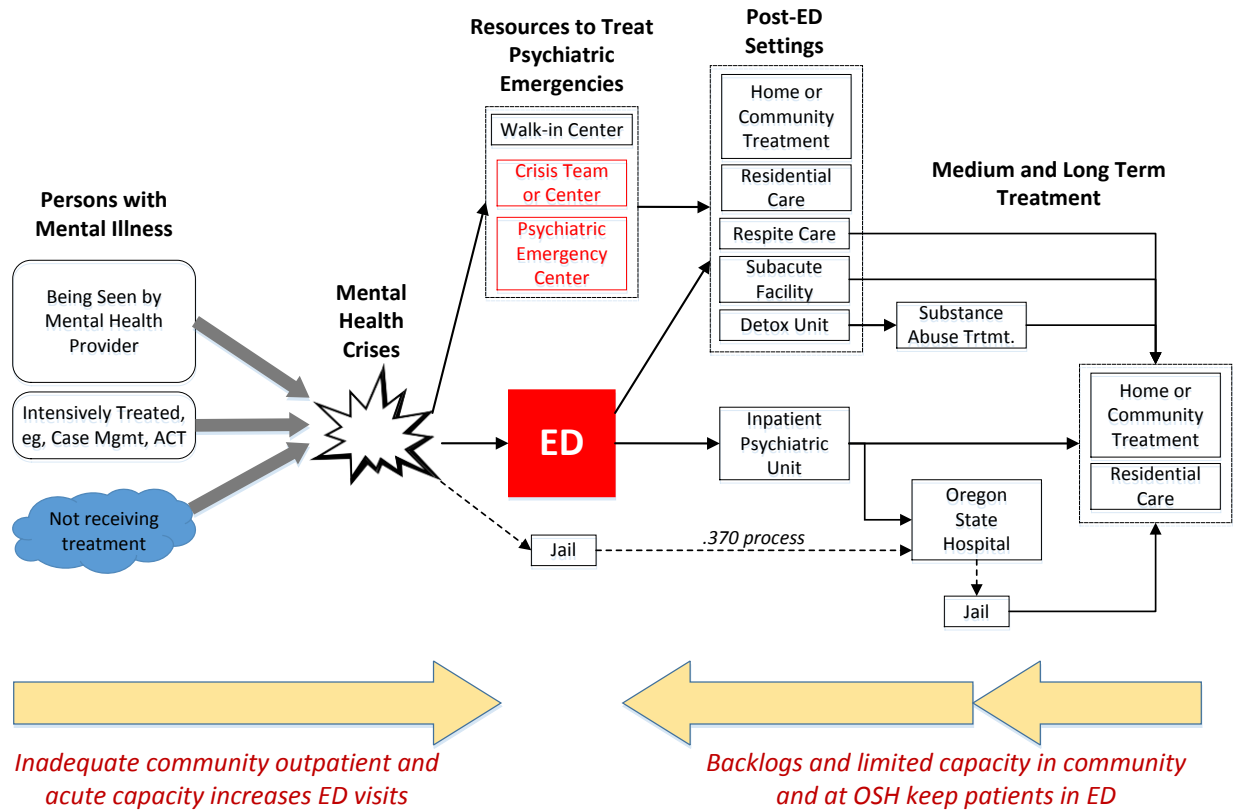 Persons with
Mental Illness
Being Seen by
Mental Health
Provider
Intensively Treated,
eg, Case Mgmt, ACT
Not receiving
treatment
Mental
Health
Crises
Resources to Treat
Psychiatric
Emergencies
Walk-in Center
Crisis Team
or Center
Psychiatric
Emergency
Center
ED
Jail
.370 process
Post-ED
Settings
Home or
Community
Treatment
Residential
Care
Respite Care
Subacute
Facility
Detox Unit
Substance
Abuse Trtmt.
Inpatient
Psychiatric
Unit
Oregon
State
Hospital
Jail
Medium and Long Term
Treatment
Home or
Community
Treatment
Residential
Care
Inadequate community outpatient and
acute capacity increases ED visits
Backlogs and limited capacity in community
and at OSH keep patients in ED